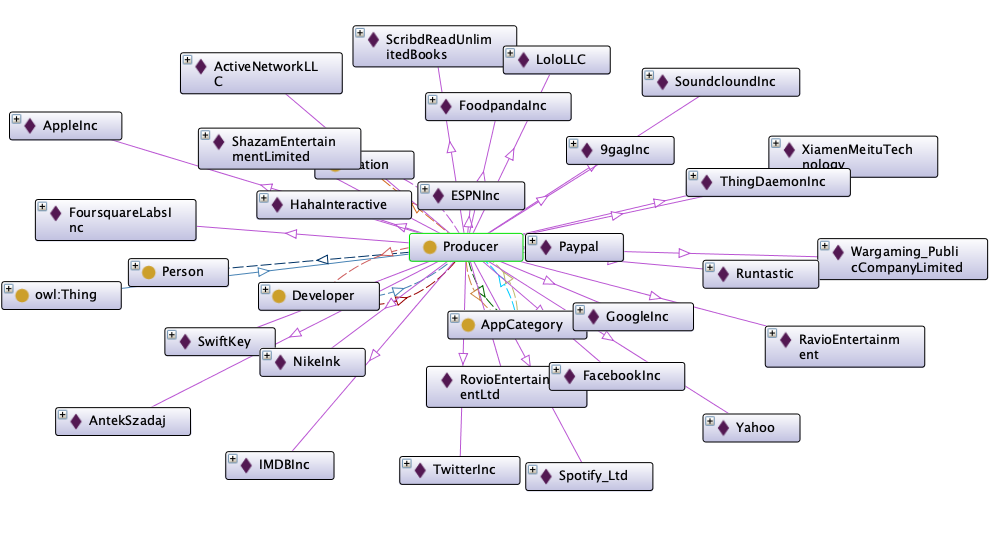 ScribdReadUnlim
itedBooks
LoloLLC
ActiveNetworkLL
C
SoundcloundInc
FoodpandaInc
AppleInc
ShazamEntertain
mentLimited
ation
9gagInc
XiamenMeituTech
nology
ThingDaemonInc
ESPNInc
HahaInteractive
FoursquareLabsI
nc
Producer
Paypal
Wargaming_Publi
cCompanyLimited
Person
Runtastic
owl:Thing
Developer
AppCategory
GoogleInc
SwiftKey
RavioEntertainm
ent
NikeInk
FacebookInc
RovioEntertain
entLtd
AntekSzadaj
Yahoo
IMDBInc
TwitterInc
Spotify_Ltd